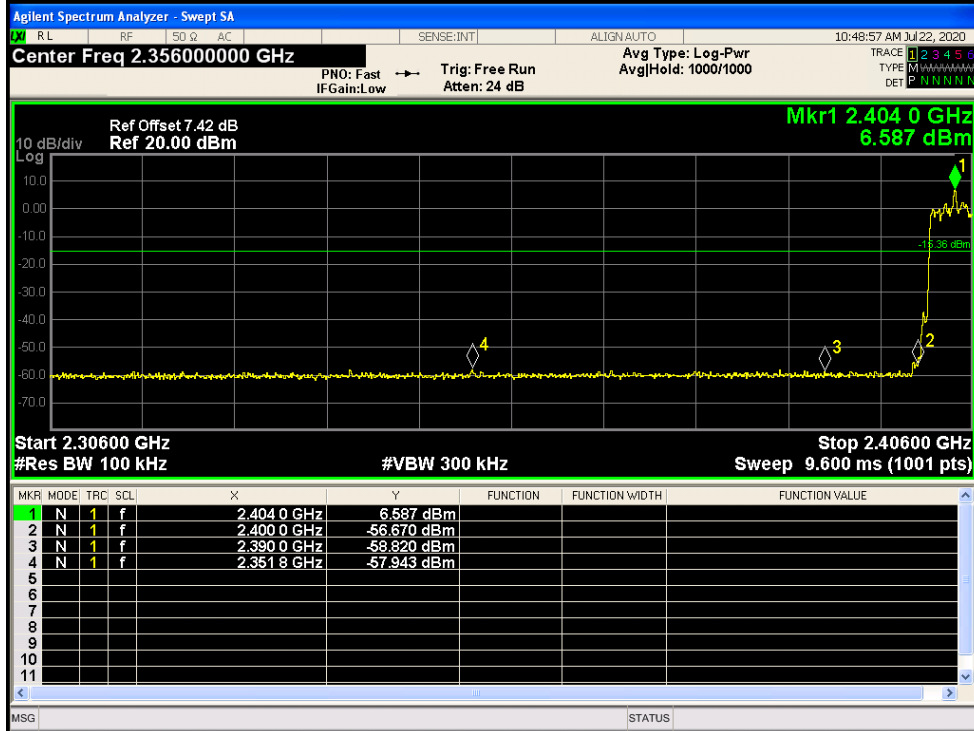 Agilent Spectrum Analyzer - Swept SA
LXI RL RF 50 Ω AC SENSE:INT ALIGN AUTO 10:48:57 AM Jul 22, 2020
Center Freq 2.356000000 GHz
PNO: Fast
IFGain:Low
Trig: Free Run
Atten: 24 dB
Avg Type: Log-Pwr
Avg|Hold: 1000/1000
TRACE 1 2 3 4 5 6
TYPE M W W W W W
DET P N N N N N
Ref Offset 7.42 dB
Ref 20.00 dBm
10 dB/div
Log
Mkr1 2.404 0 GHz
6.587 dBm
1
10.0
0.00
-10.0
-15.36 dBm
-20.0
-30.0
-40.0
-50.0
4
3
2
-60.0
-70.0
Start 2.30600 GHz Stop 2.40600 GHz
#Res BW 100 kHz #VBW 300 kHz Sweep 9.600 ms (1001 pts)
MKR MODE TRC SCL X Y FUNCTION FUNCTION WIDTH FUNCTION VALUE
1 N 1 f 2.404 0 GHz 6.587 dBm
2 N 1 f 2.400 0 GHz -56.670 dBm
3 N 1 f 2.390 0 GHz -58.820 dBm
4 N 1 f 2.351 8 GHz -57.943 dBm
5
6
7
8
9
10
11
MSG STATUS